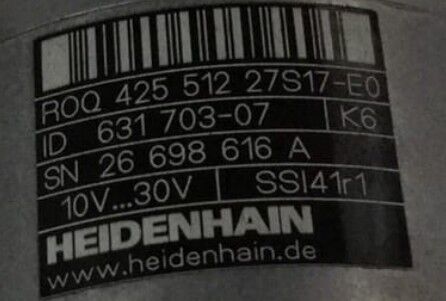 ROQ 425 512 27S17-E0
ID 631 703-07 K6
SN 26 698 616 A
10V...30V SSI41r1
HEIDENHAIN
www.heidenhain.de